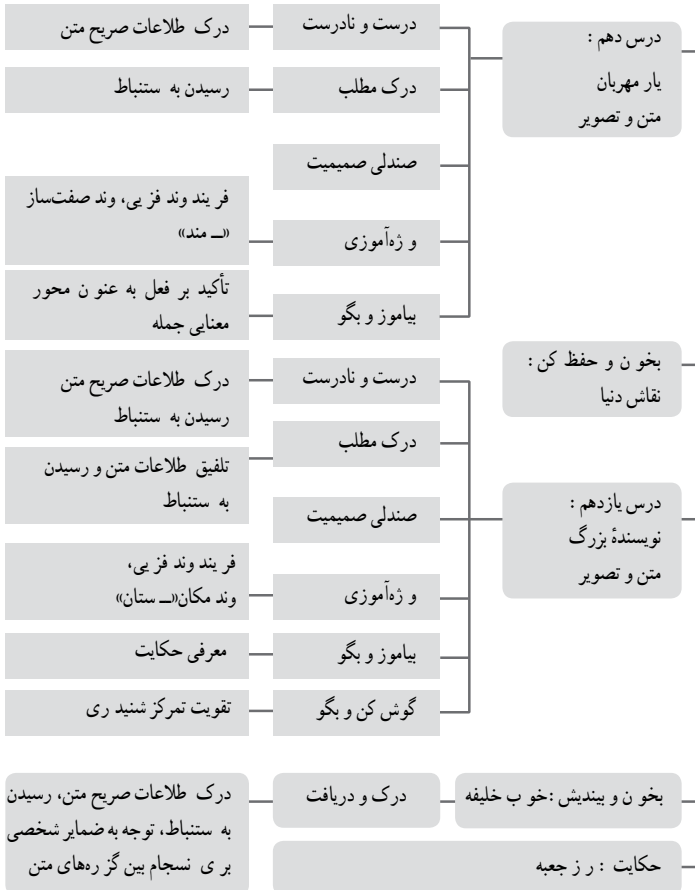 درس دهم :
یار مهربان
متن و تصویر
درست و نادرست
درک طلاعات صریح متن
درک مطلب
رسیدن به ستنباط
صندلی صمیمیت
و ژه‌آموزی
فر یند وند فز یی، وند صفت‌ساز
«ــ مند»
بیاموز و بگو
تأکید بر فعل به عنو ن محور
معنایی جمله
بخو ن و حفظ کن :
نقاش دنیا
درس یازدهم :
نویسندهٔ بزرگ
متن و تصویر
درست و نادرست
درک طلاعات صریح متن
رسیدن به ستنباط
درک مطلب
تلفیق طلاعات متن و رسیدن
به ستنباط
صندلی صمیمیت
و ژه‌آموزی
فر یند وند فز یی،
وند مکان«ــ ستان»
بیاموز و بگو
معرفی حکایت
گوش کن و بگو
تقویت تمرکز شنید ری
بخو ن و بیندیش :خو ب خلیفه
درک و دریافت
درک طلاعات صریح متن، رسیدن
به ستنباط، توجه به ضمایر شخصی
بر ی نسجام بین گز ره‌های متن
حکایت : ر ز جعبه